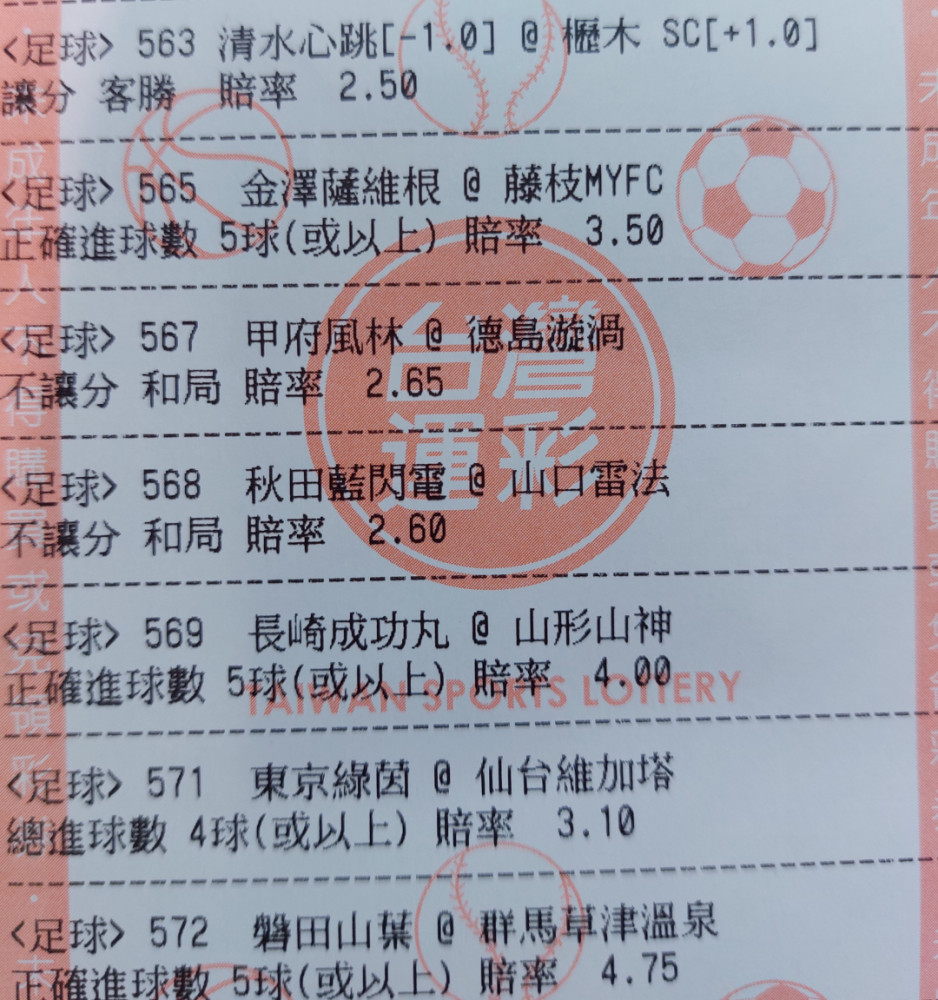 <足球> 563 清水心跳[-1.0] @ 櫪木 SC[+1.0]
讓分 客勝 賠率 2.50
<足球> 565 金澤薩維根 @ 藤枝MYFC
正確進球數 5球(或以上) 賠率 3.50
<足球> 567 甲府風林 @ 德島漩渦
不讓分 和局 賠率 2.65
<足球> 568 秋田藍閃電 @ 山口雷法
不讓分 和局 賠率 2.60
<足球> 569 長崎成功丸 @ 山形山神
正確進球數 5球(或以上) 賠率 4.00
<足球> 571 東京綠茵 @ 仙台維加塔
總進球數 4球(或以上) 賠率 3.10
<足球> 572 磐田山葉 @ 群馬草津溫泉
正確進球數 5球(或以上) 賠率 4.75
台灣
運彩
TAIWAN SPORTS LOTTERY